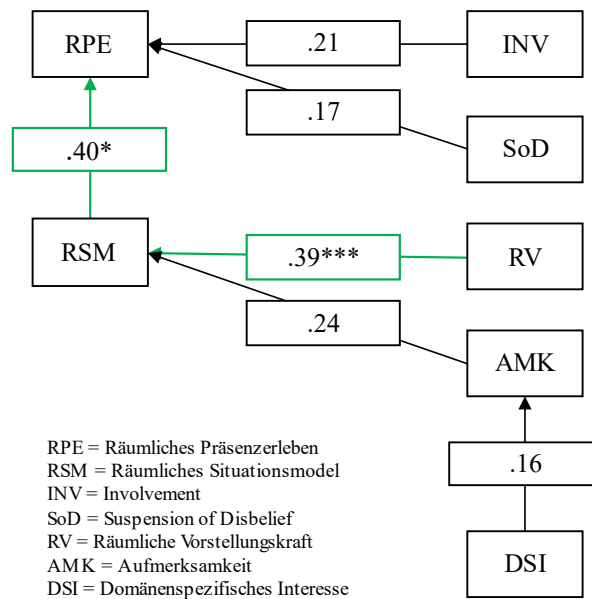 RPE
.21
INV
.17
SoD
.40*
RSM
.39***
RV
.24
AMK
.16
DSI
RPE = Räumliches Präsenzerleben
RSM = Räumliches Situationsmodel
INV = Involvement
SoD = Suspension of Disbelief
RV = Räumliche Vorstellungskraft
AMK = Aufmerksamkeit
DSI = Domänenspezifisches Interesse